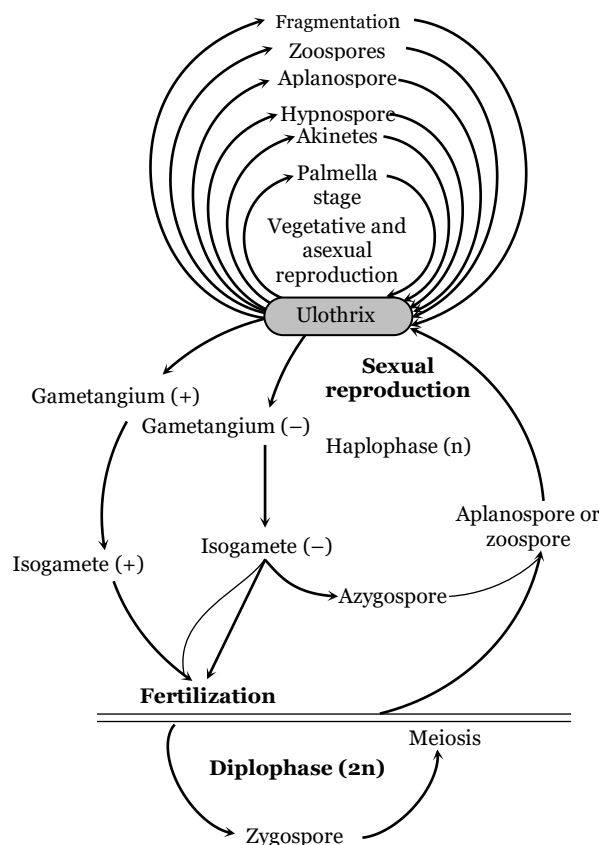 Fragmentation
Zoospores
Aplanospore
Hypnospore
Akinetes
Palmella
stage
Vegetative and
asexual
reproduction
Ulothrix
Sexual
reproduction
Gametangium (+)
Gametangium (–)
Haplophase (n)
Aplanospore or
zoospore
Isogamete (–)
Isogamete (+)
Azygospore
Fertilization
Meiosis
Diplophase (2n)
Zygospore